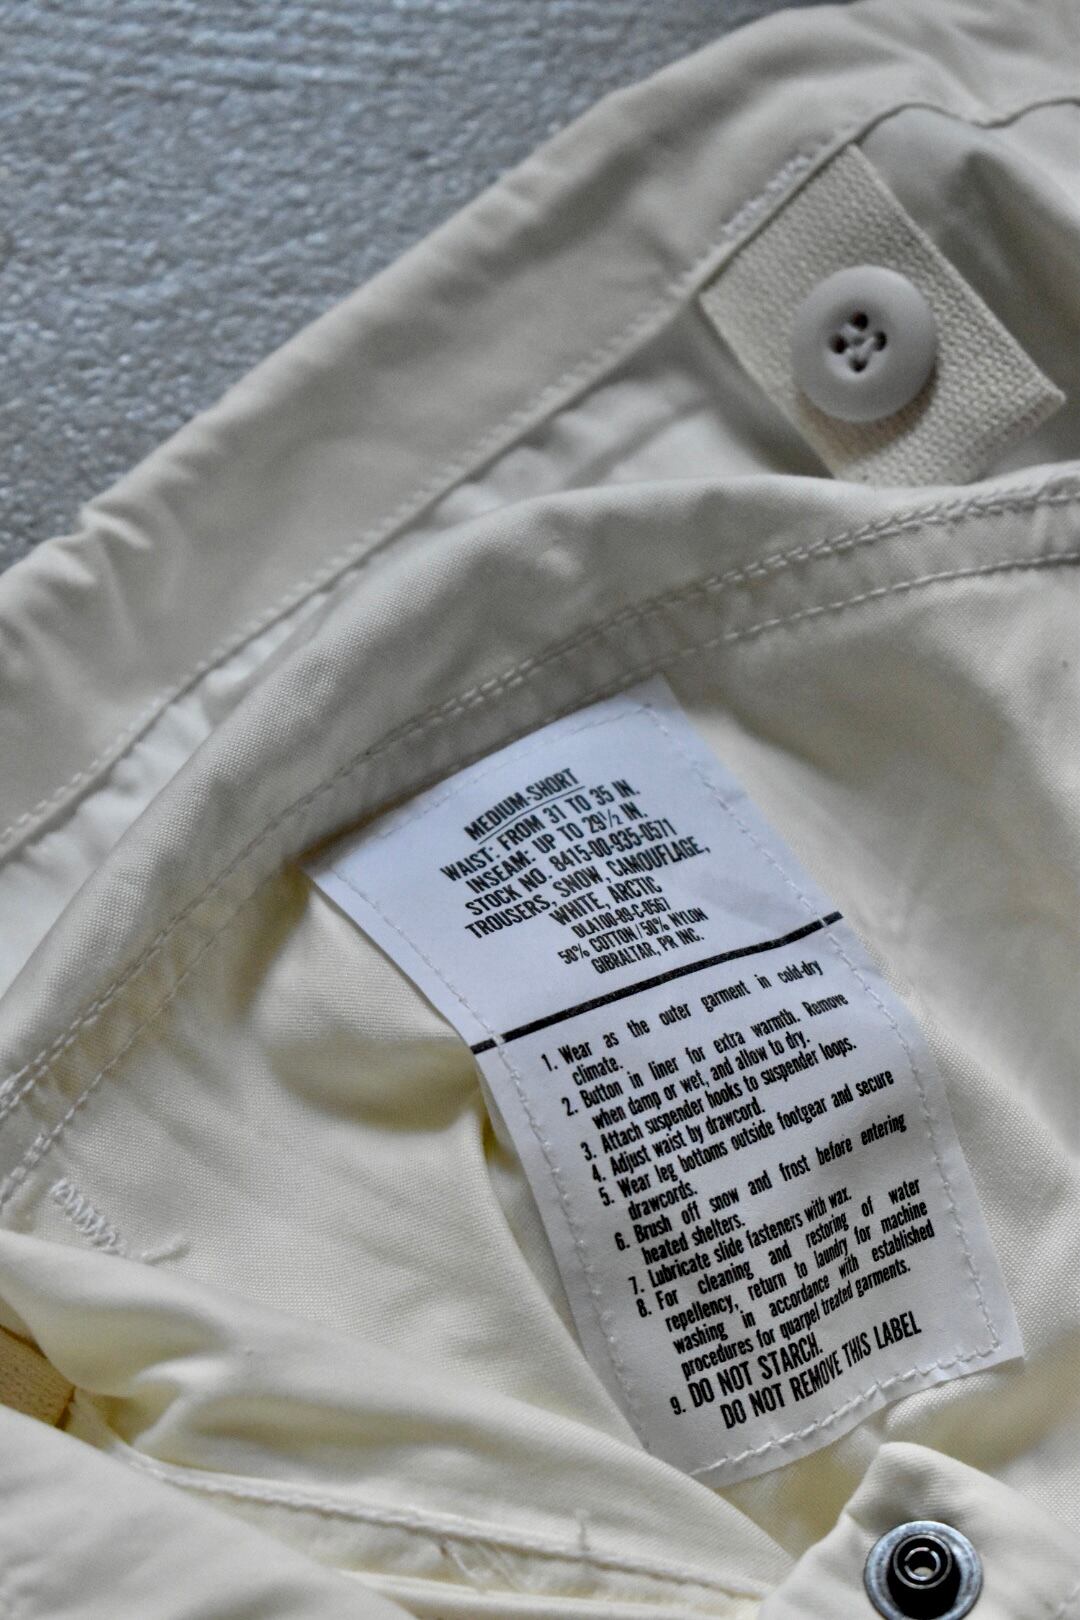 MEDIUM-SHORT
WAIST: FROM 31 TO 35 IN.
INSEAM: UP TO 29½ IN.
STOCK NO. 8415-00-935-0571
TROUSERS, SNOW, CAMOUFLAGE,
WHITE, ARCTIC
DLA100-89-C-0567
50% COTTON/50% NYLON
GIBRALTAR, PR INC.
1. Wear as the outer garment in cold-dry
climate.
2. Button in liner for extra warmth. Remove
when damp or wet, and allow to dry.
3. Attach suspender hooks to suspender loops.
4. Adjust waist by drawcord.
5. Wear leg bottoms outside footgear and secure
drawcords.
6. Brush off snow and frost before entering
heated shelters.
7. Lubricate slide fasteners with wax.
8. For cleaning and restoring of water
repellency, return to laundry for machine
washing in accordance with established
procedures for quarpel treated garments.
9. DO NOT STARCH.
DO NOT REMOVE THIS LABEL